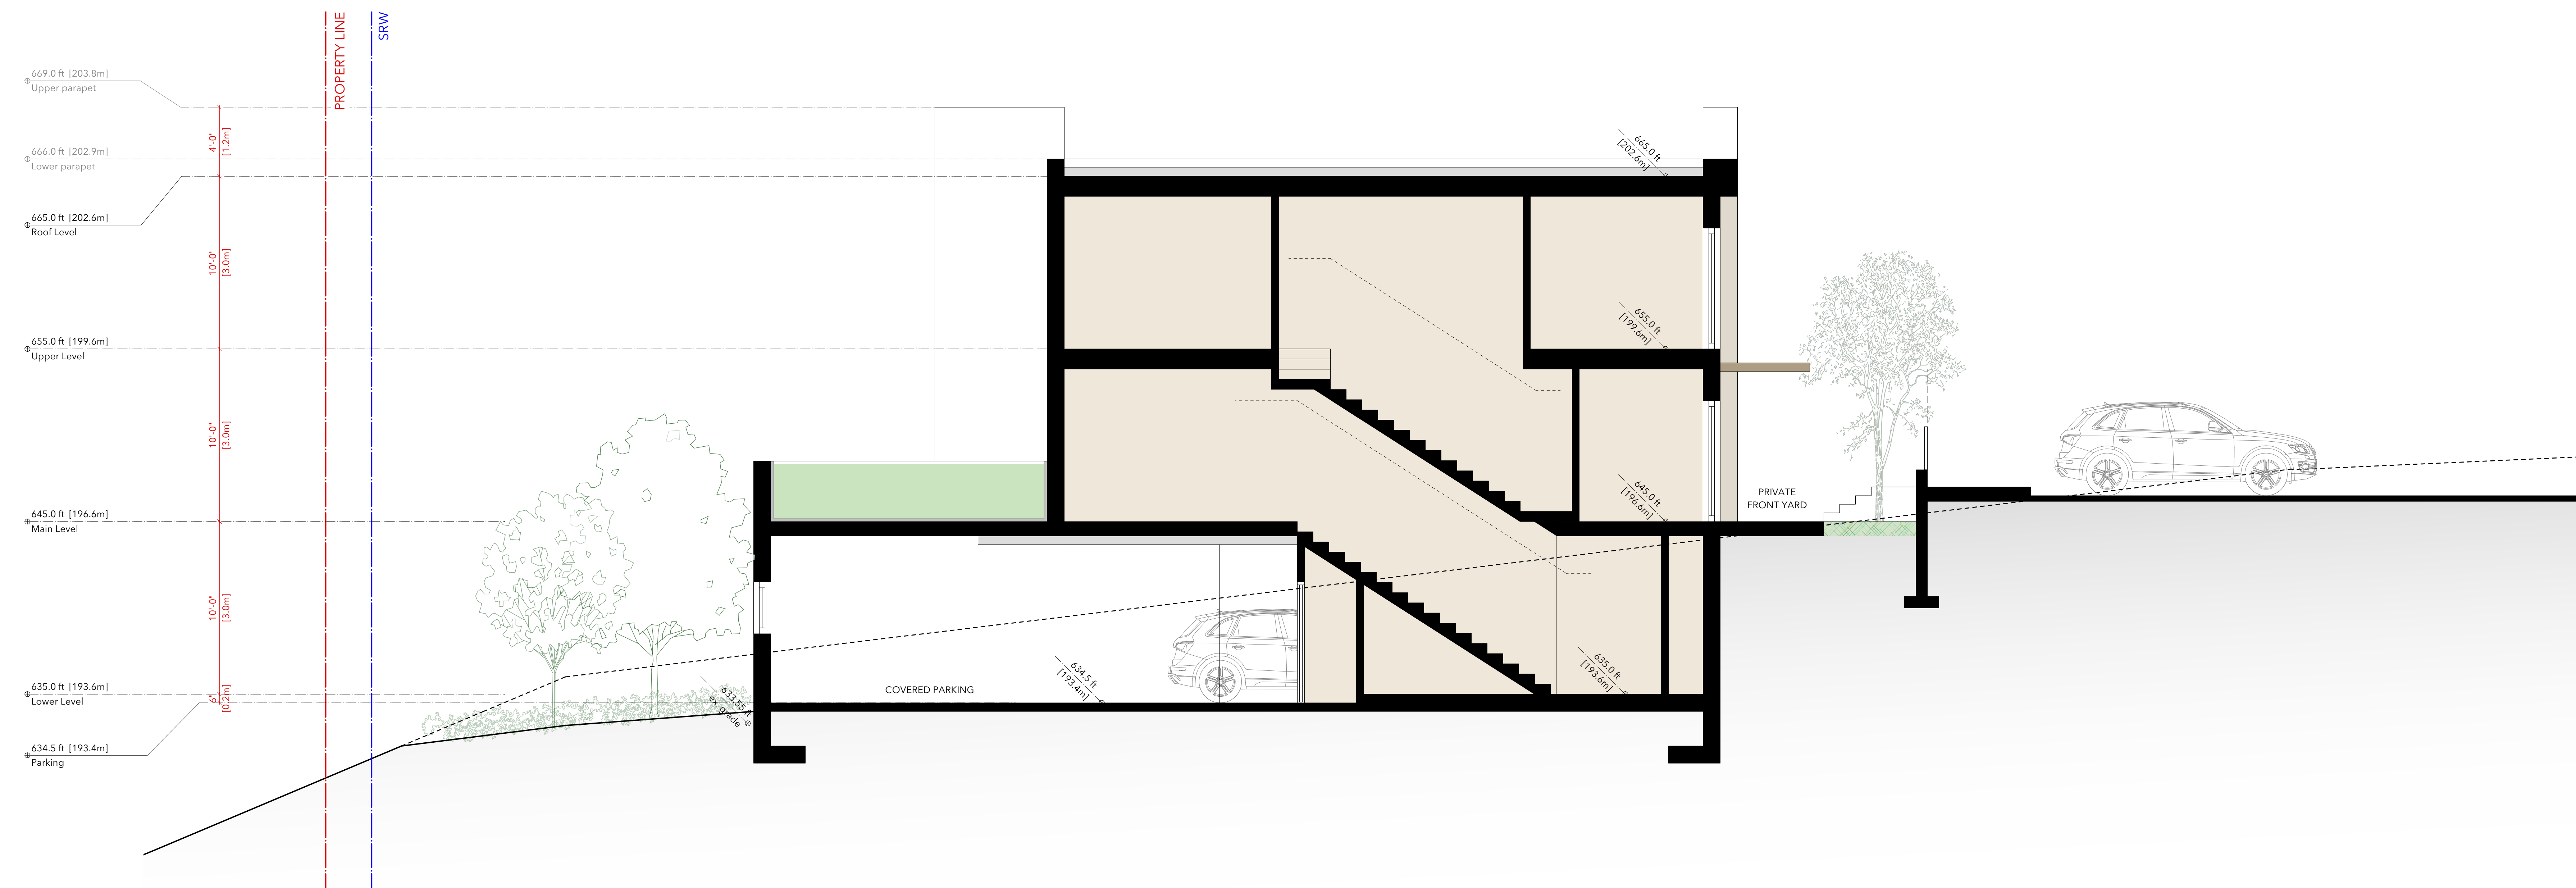 PROPERTY LINE
SRW
669.0 ft [203.8m]
Upper parapet
4'-0"
[1.2m]
666.0 ft [202.9m]
Lower parapet
665.0 ft [202.6m]
Roof Level
10'-0"
[3.0m]
655.0 ft [199.6m]
Upper Level
10'-0"
[3.0m]
645.0 ft [196.6m]
Main Level
10'-0"
[3.0m]
635.0 ft [193.6m]
Lower Level
6"
[0.2m]
634.5 ft [193.4m]
Parking
665.0 ft
[202.6m]
655.0 ft
[199.6m]
645.0 ft
[196.6m]
PRIVATE
FRONT YARD
635.0 ft
[193.6m]
634.5 ft
[193.4m]
COVERED PARKING
633.55 ft
ex. grade